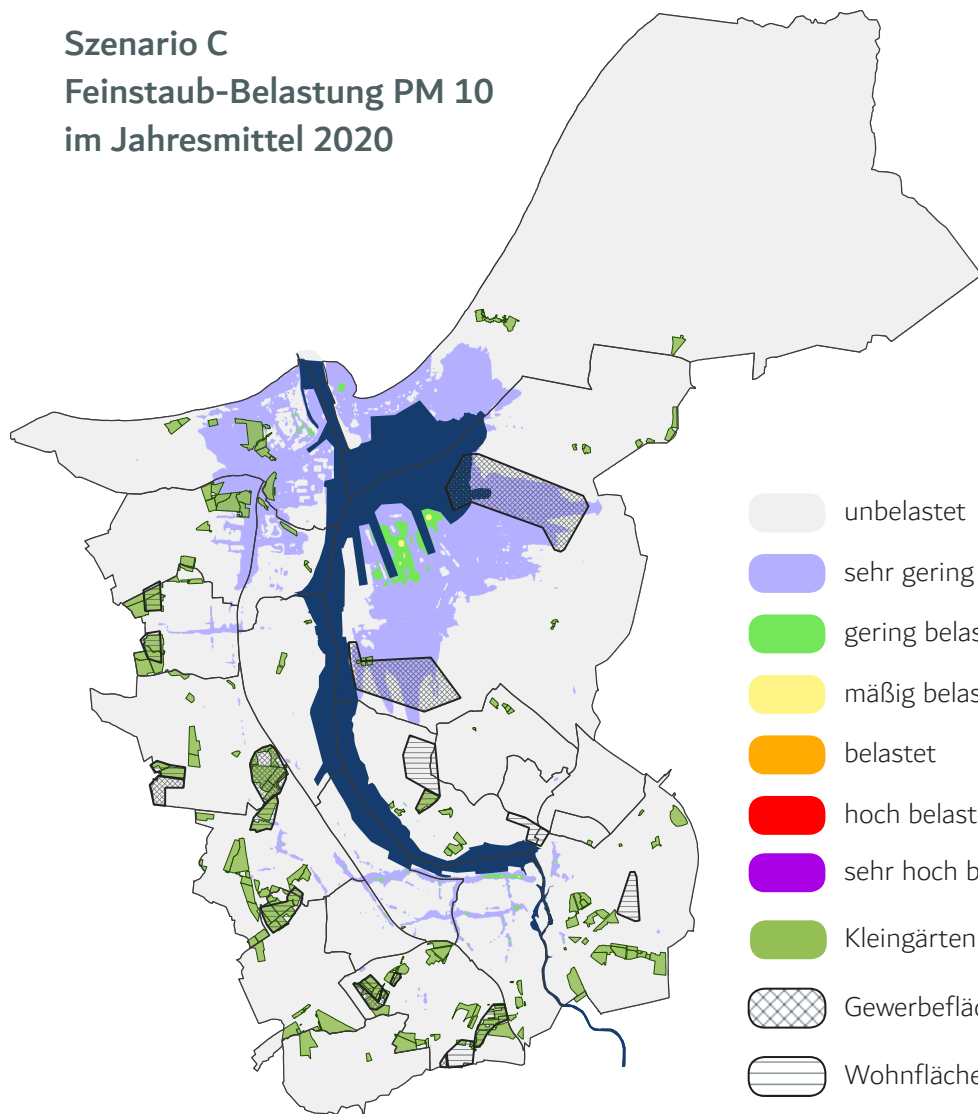 Szenario C
Feinstaub-Belastung PM 10
im Jahresmittel 2020
unbelastet
sehr gering
gering belas
mäßig belas
belastet
hoch belast
sehr hoch b
Kleingärten
Gewerbefläc
Wohnfläche